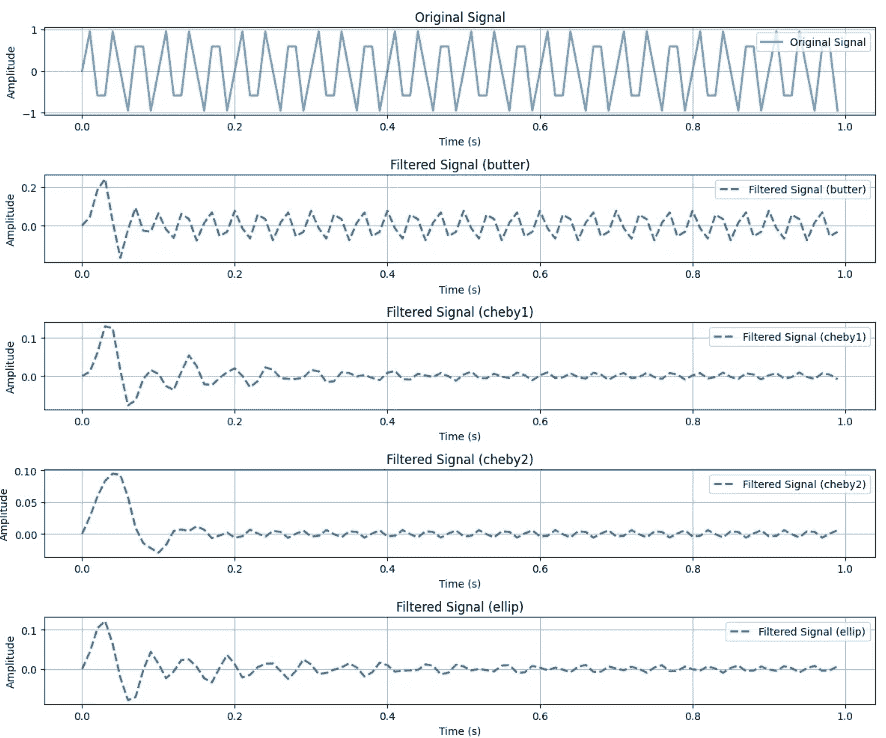 Original Signal
Amplitude
1
0
−1
Original Signal
0.0 0.2 0.4 0.6 0.8 1.0
Time (s)
Filtered Signal (butter)
Amplitude
0.2
0.0
Filtered Signal (butter)
0.0 0.2 0.4 0.6 0.8 1.0
Time (s)
Filtered Signal (cheby1)
Amplitude
0.1
0.0
Filtered Signal (cheby1)
0.0 0.2 0.4 0.6 0.8 1.0
Time (s)
Filtered Signal (cheby2)
Amplitude
0.10
0.05
0.00
Filtered Signal (cheby2)
0.0 0.2 0.4 0.6 0.8 1.0
Time (s)
Filtered Signal (ellip)
Amplitude
0.1
0.0
Filtered Signal (ellip)
0.0 0.2 0.4 0.6 0.8 1.0
Time (s)